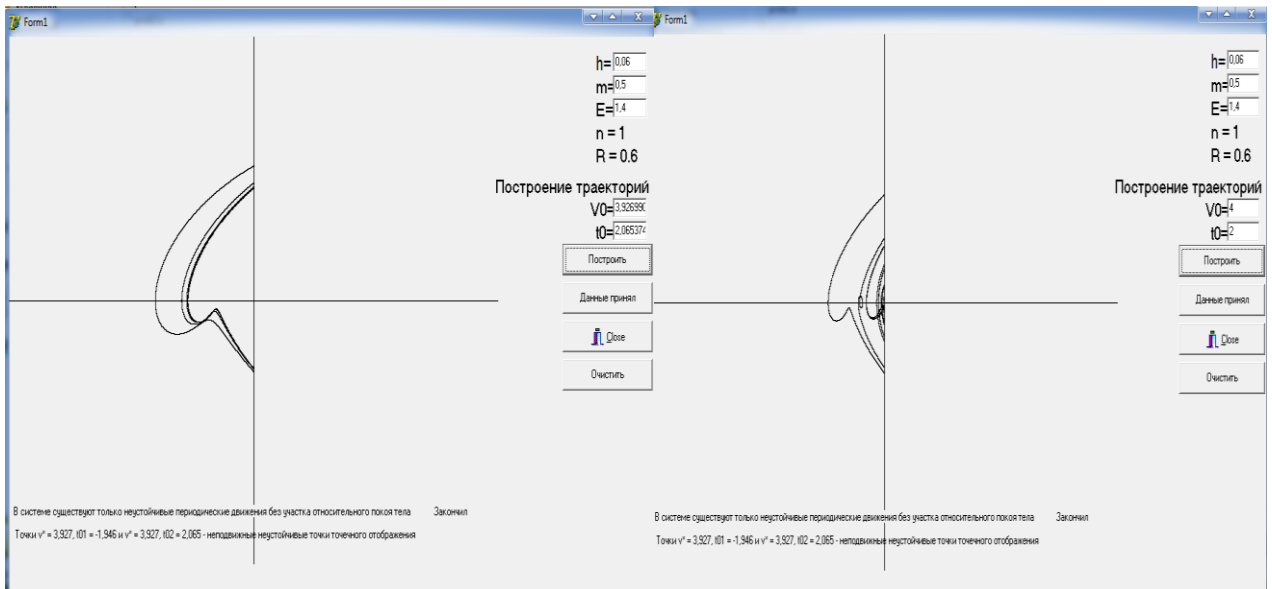 Form1
h= 0,06
m= 0,5
E= 1,4
n = 1
R = 0.6
Построение траекторий
V0= 3,92699
t0= 2,065374
Построить
Данные принял
Close
Очистить
В системе существуют только неустойчивые периодические движения без участка относительного покоя тела Закончил
Точки v* = 3,927, t01 = -1,946 и v* = 3,927, t02 = 2,065 - неподвижные неустойчивые точки точечного отображения
Form1
h= 0,06
m= 0,5
E= 1,4
n = 1
R = 0.6
Построение траекторий
V0= 4
t0= 2
Построить
Данные принял
Close
Очистить
В системе существуют только неустойчивые периодические движения без участка относительного покоя тела Закончил
Точки v* = 3,927, t01 = -1,946 и v* = 3,927, t02 = 2,065 - неподвижные неустойчивые точки точечного отображения